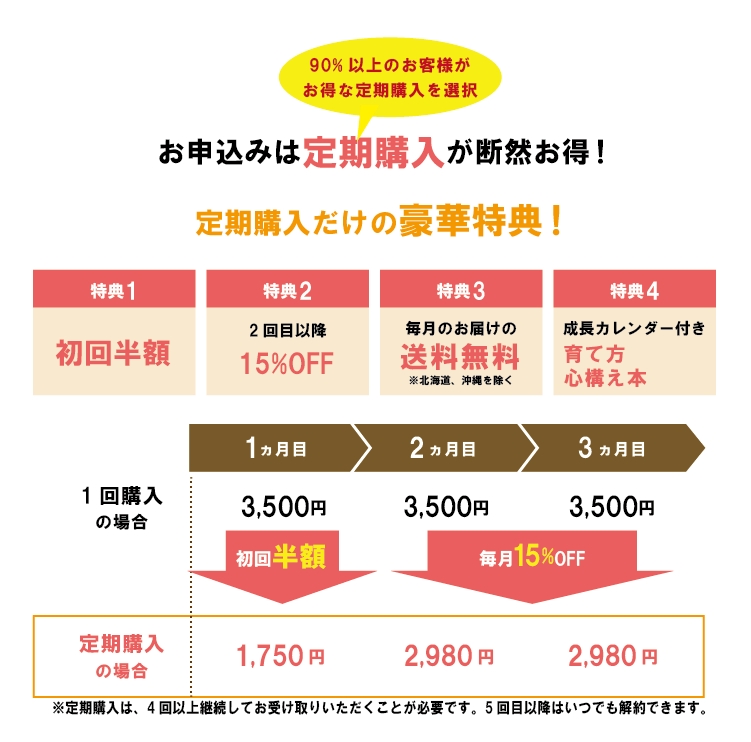 90%以上のお客様が
お得な定期購入を選択
お申込みは定期購入が断然お得！
定期購入だけの豪華特典！
特典1
初回半額
特典2
2回目以降
15%OFF
特典3
毎月のお届けの
送料無料
※北海道、沖縄を除く
特典4
成長カレンダー付き
育て方
心構え本
1ヵ月目
2ヵ月目
3ヵ月目
1回購入
の場合
3,500円
3,500円
3,500円
初回半額
毎月15%OFF
定期購入
の場合
1,750円
2,980円
2,980円
※定期購入は、4回以上継続してお受け取りいただくことが必要です。5回目以降はいつでも解約できます。